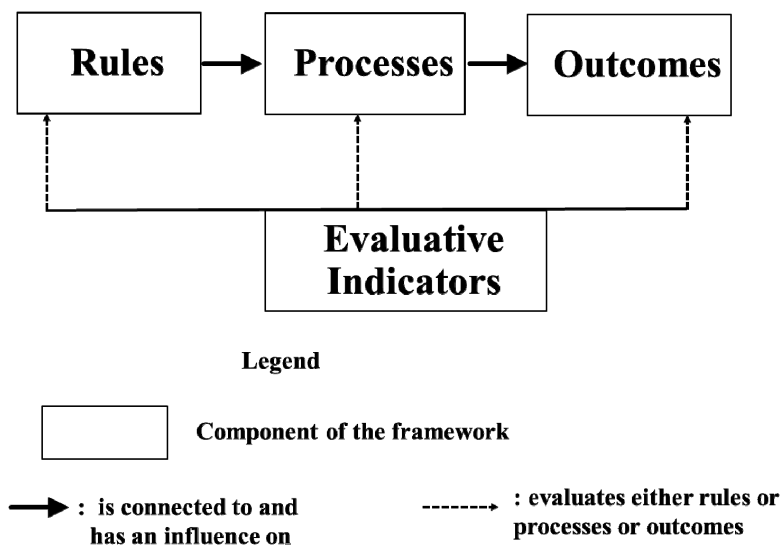 Rules
Processes
Outcomes
Evaluative
Indicators
Legend
Component of the framework
: is connected to and
has an influence on
: evaluates either rules or
processes or outcomes